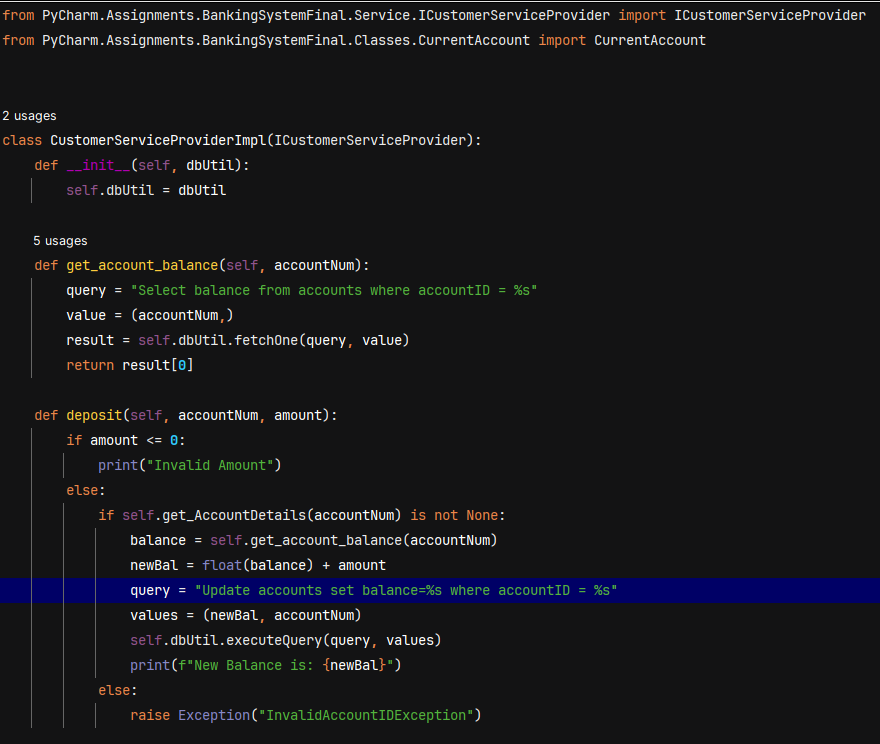 from PyCharm.Assignments.BankingSystemFinal.Service.ICustomerServiceProvider import ICustomerServiceProvider
from PyCharm.Assignments.BankingSystemFinal.Classes.CurrentAccount import CurrentAccount
2 usages
class CustomerServiceProviderImpl(ICustomerServiceProvider):
def __init__(self, dbUtil):
self.dbUtil = dbUtil
5 usages
def get_account_balance(self, accountNum):
query = "Select balance from accounts where accountID = %s"
value = (accountNum,)
result = self.dbUtil.fetchOne(query, value)
return result[0]
def deposit(self, accountNum, amount):
if amount <= 0:
print("Invalid Amount")
else:
if self.get_AccountDetails(accountNum) is not None:
balance = self.get_account_balance(accountNum)
newBal = float(balance) + amount
query = "Update accounts set balance=%s where accountID = %s"
values = (newBal, accountNum)
self.dbUtil.executeQuery(query, values)
print(f"New Balance is: {newBal}")
else:
raise Exception("InvalidAccountIDException")